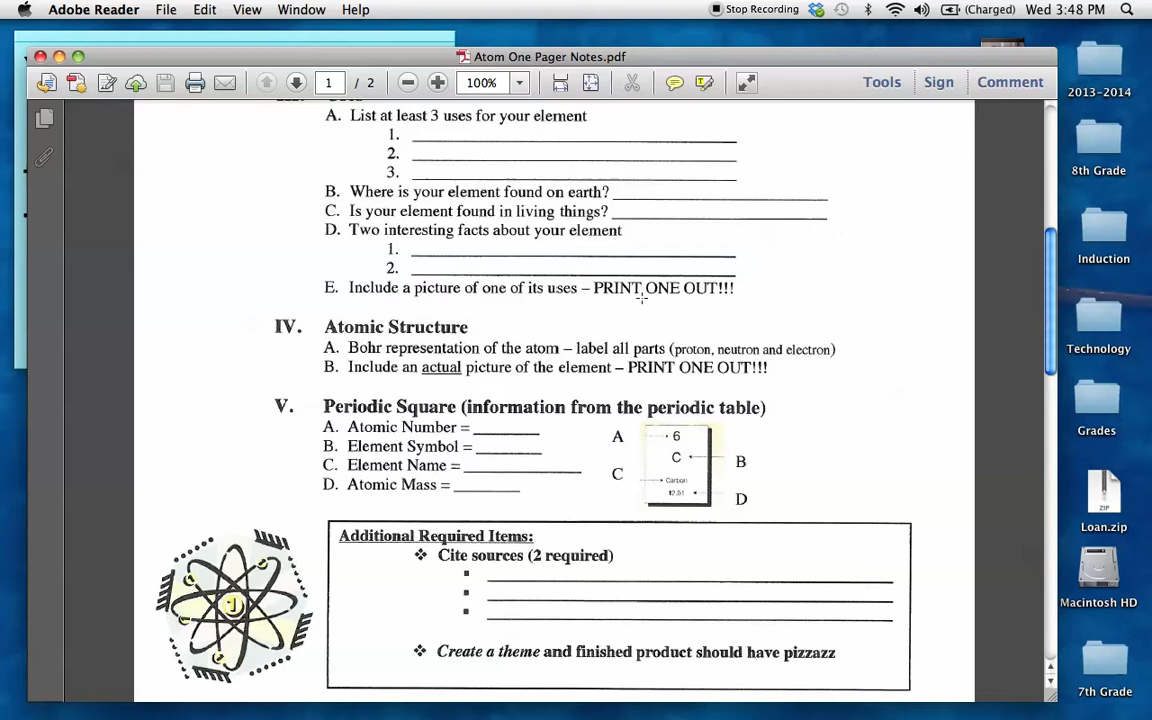 Adobe Reader File Edit View Window Help Stop Recording (Charged) Wed 3:48 PM
Atom One Pager Notes.pdf
1 / 2 100% Tools Sign Comment
A. List at least 3 uses for your element
1.
2.
3.
B. Where is your element found on earth?
C. Is your element found in living things?
D. Two interesting facts about your element
1.
2.
E. Include a picture of one of its uses – PRINT ONE OUT!!!
IV. Atomic Structure
A. Bohr representation of the atom – label all parts (proton, neutron and electron)
B. Include an actual picture of the element – PRINT ONE OUT!!!
V. Periodic Square (information from the periodic table)
A. Atomic Number =
B. Element Symbol =
C. Element Name =
D. Atomic Mass =
A 6
C B
C Carbon
D
Additional Required Items:
❖ Cite sources (2 required)
❖ Create a theme and finished product should have pizzazz
2013-2014
8th Grade
Induction
Technology
Grades
ZIP
Loan.zip
Macintosh HD
7th Grade